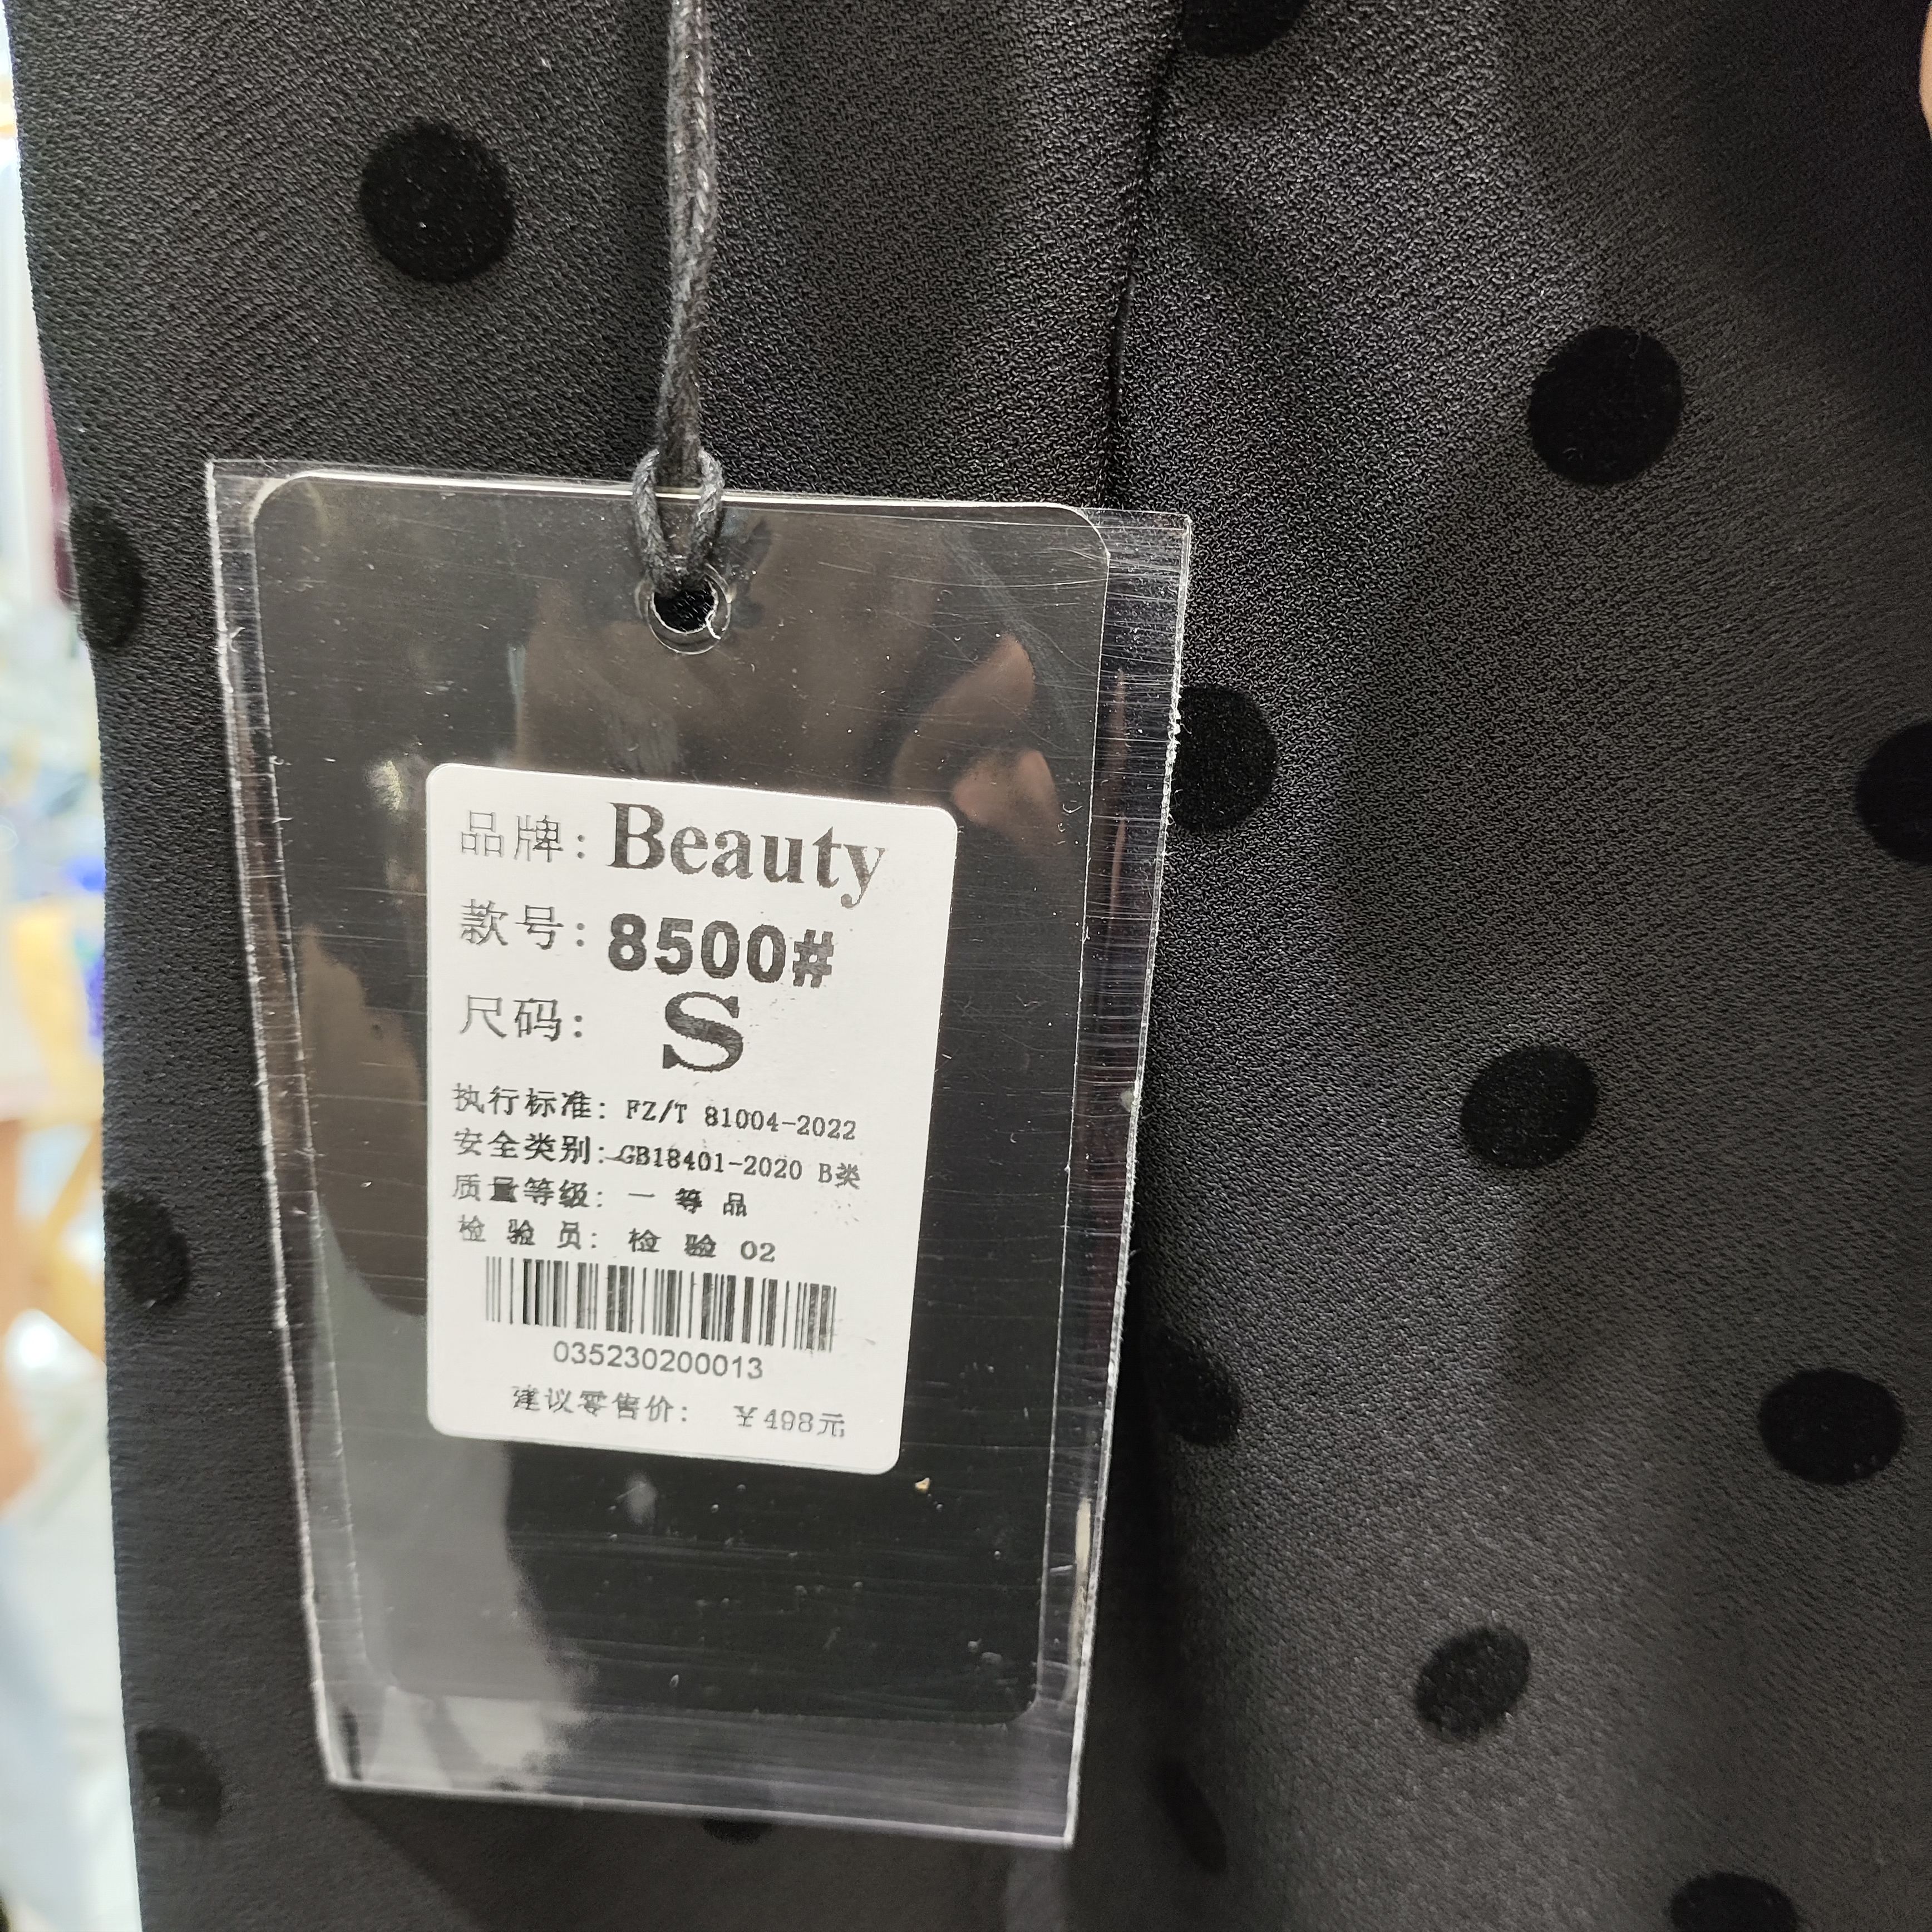 品牌: Beauty
款号: 8500#
尺码: S
执行标准: FZ/T 81004-2022
安全类别: GB18401-2020 B类
质量等级: 一等品
检验员: 检验 02
035230200013
建议零售价: ¥498元